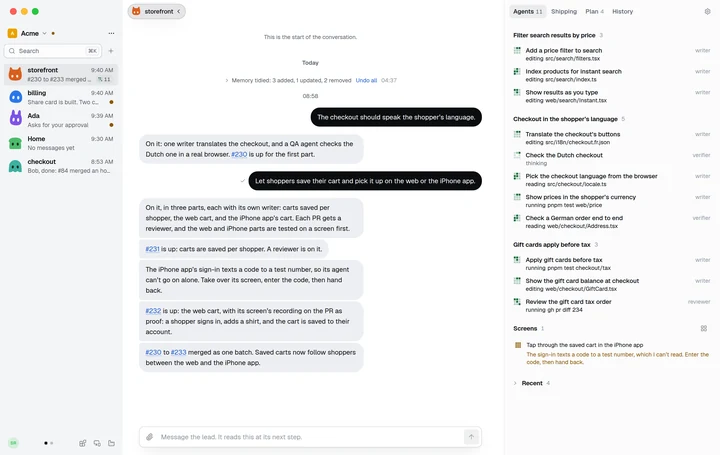 Acme
Search
⌘K
storefront
9:40 AM
#230 to #233 merged ...
11
billing
9:40 AM
Share card is built. Two c...
Ada
9:39 AM
Asks for your approval
Home
9:30 AM
No messages yet
checkout
8:53 AM
Bob, done: #84 merged an ho...
storefront
This is the start of the conversation.
Today
Memory tidied: 3 added, 1 updated, 2 removed Undo all 04:37
08:58
The checkout should speak the shopper's language.
On it: one writer translates the checkout, and a QA agent checks the
Dutch one in a real browser. #230 is up for the first part.
Let shoppers save their cart and pick it up on the web or the iPhone app.
On it, in three parts, each with its own writer: carts saved per
shopper, the web cart, and the iPhone app's cart. Each PR gets a
reviewer, and the web and iPhone parts are tested on a screen first.
#231 is up: carts are saved per shopper. A reviewer is on it.
The iPhone app's sign-in texts a code to a test number, so its agent
can't go on alone. Take over its screen, enter the code, then hand
back.
#232 is up: the web cart, with its screen's recording on the PR as
proof: a shopper signs in, adds a shirt, and the cart is saved to their
account.
#230 to #233 merged as one batch. Saved carts now follow shoppers
between the web and the iPhone app.
Message the lead. It reads this at its next step.
Agents 11
Shipping
Plan 4
History
Filter search results by price 3
Add a price filter to search
writer
editing src/search/filters.tsx
Index products for instant search
writer
editing src/search/index.ts
Show results as you type
writer
editing web/search/instant.tsx
Checkout in the shopper's language 5
Translate the checkout's buttons
writer
editing src/i18n/checkout.fr.json
Check the Dutch checkout
verifier
thinking
Pick the checkout language from the browser
writer
reading src/checkout/locale.ts
Show prices in the shopper's currency
writer
running pnpm test web/price
Check a German order end to end
verifier
reading web/checkout/Address.tsx
Gift cards apply before tax 3
Apply gift cards before tax
writer
running pnpm test checkout/tax
Show the gift card balance at checkout
writer
editing web/checkout/GiftCard.tsx
Review the gift card tax order
reviewer
running gh pr diff 234
Screens 1
Tap through the saved cart in the iPhone app
The sign-in texts a code to a test number, which I can't read. Enter the
code, then hand back.
Recent 4